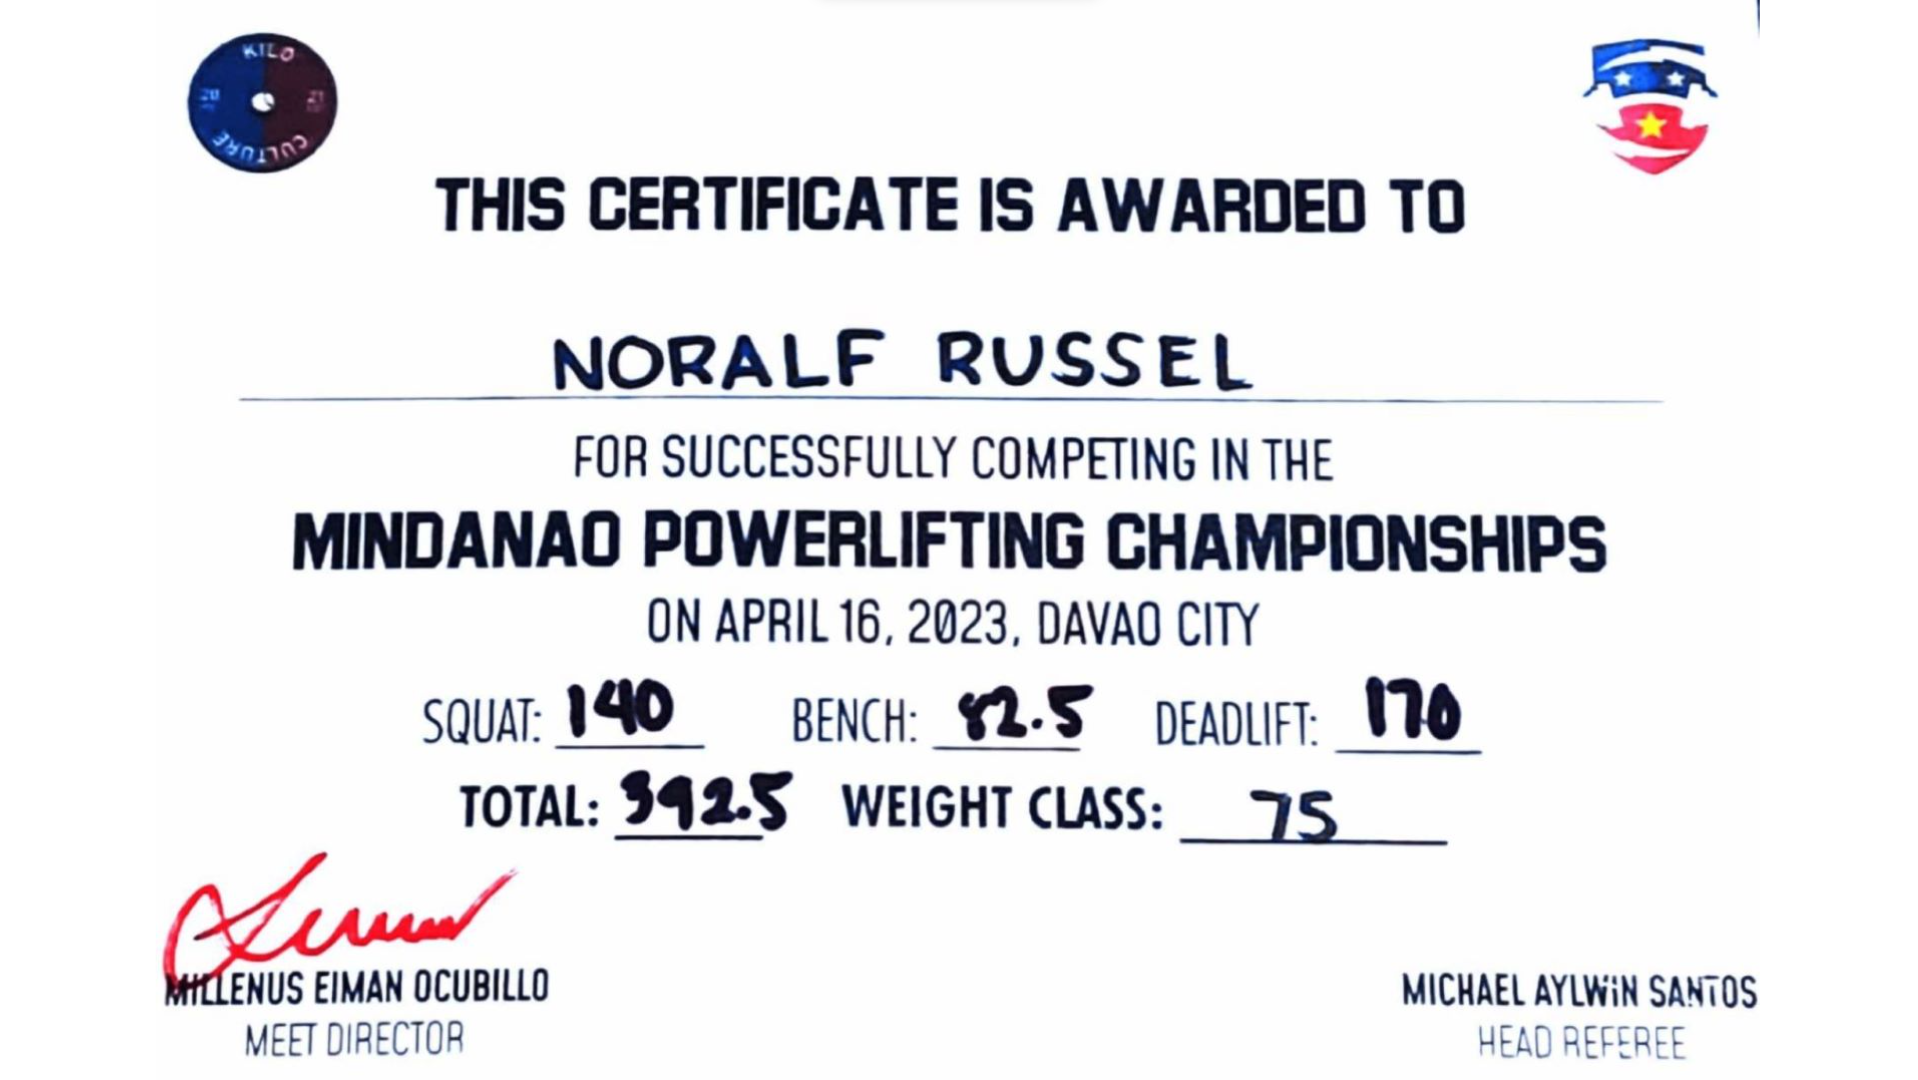 KILO
20 21
CULTURE
THIS CERTIFICATE IS AWARDED TO
NORALF RUSSEL
FOR SUCCESSFULLY COMPETING IN THE
MINDANAO POWERLIFTING CHAMPIONSHIPS
ON APRIL 16, 2023, DAVAO CITY
SQUAT: 140 BENCH: 82.5 DEADLIFT: 170
TOTAL: 392.5 WEIGHT CLASS: 75
MILLENUS EIMAN OCUBILLO
MEET DIRECTOR
MICHAEL AYLWIN SANTOS
HEAD REFEREE